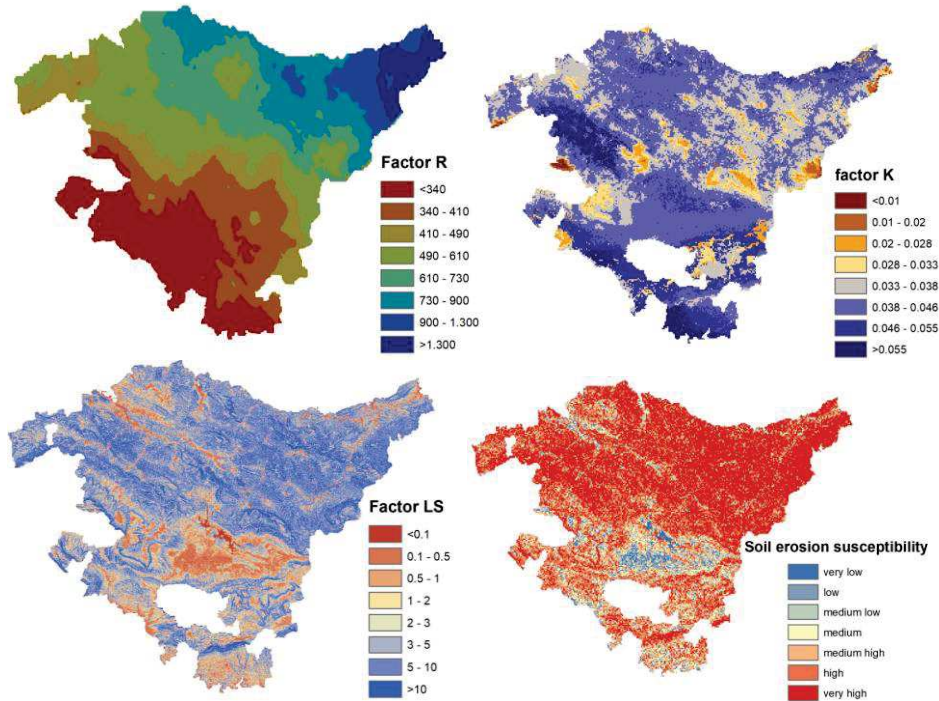 Factor R
<340
340 - 410
410 - 490
490 - 610
610 - 730
730 - 900
900 - 1.300
>1.300
factor K
<0.01
0.01 - 0.02
0.02 - 0.028
0.028 - 0.033
0.033 - 0.038
0.038 - 0.046
0.046 - 0.055
>0.055
Factor LS
<0.1
0.1 - 0.5
0.5 - 1
1 - 2
2 - 3
3 - 5
5 - 10
>10
Soil erosion susceptibility
very low
low
medium low
medium
medium high
high
very high